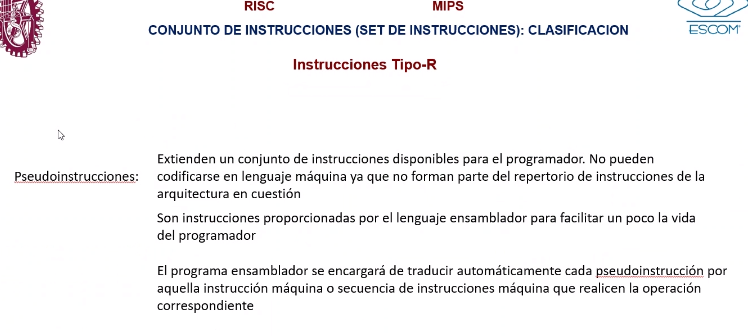 RISC MIPS
CONJUNTO DE INSTRUCCIONES (SET DE INSTRUCCIONES): CLASIFICACION
ESCOM
Instrucciones Tipo-R
Pseudoinstrucciones:
Extienden un conjunto de instrucciones disponibles para el programador. No pueden
codificarse en lenguaje máquina ya que no forman parte del repertorio de instrucciones de la
arquitectura en cuestión
Son instrucciones proporcionadas por el lenguaje ensamblador para facilitar un poco la vida
del programador
El programa ensamblador se encargará de traducir automáticamente cada pseudoinstrucción por
aquella instrucción máquina o secuencia de instrucciones máquina que realicen la operación
correspondiente